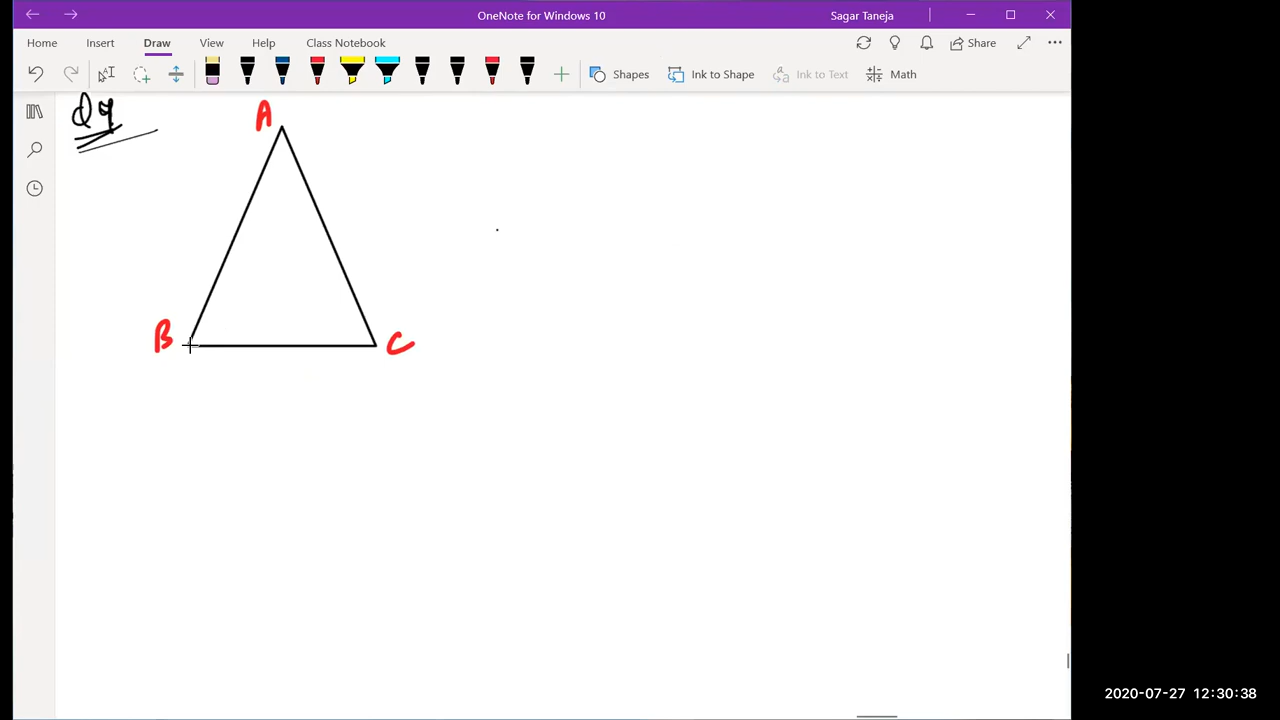 OneNote for Windows 10
Sagar Taneja
Home Insert Draw View Help Class Notebook
Share
Shapes Ink to Shape Ink to Text Math
A
B
C
2020-07-27 12:30:38